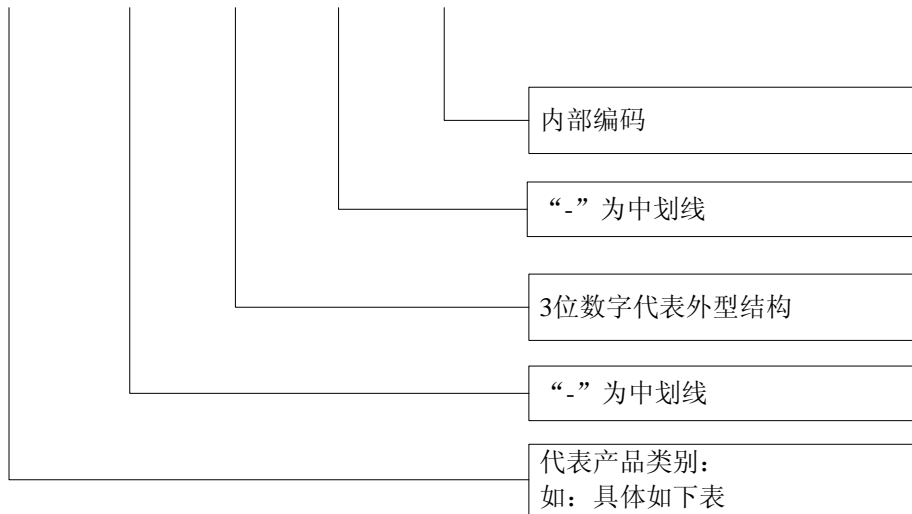 内部编码
“-”为中划线
3位数字代表外型结构
“-”为中划线
代表产品类别：
如：具体如下表